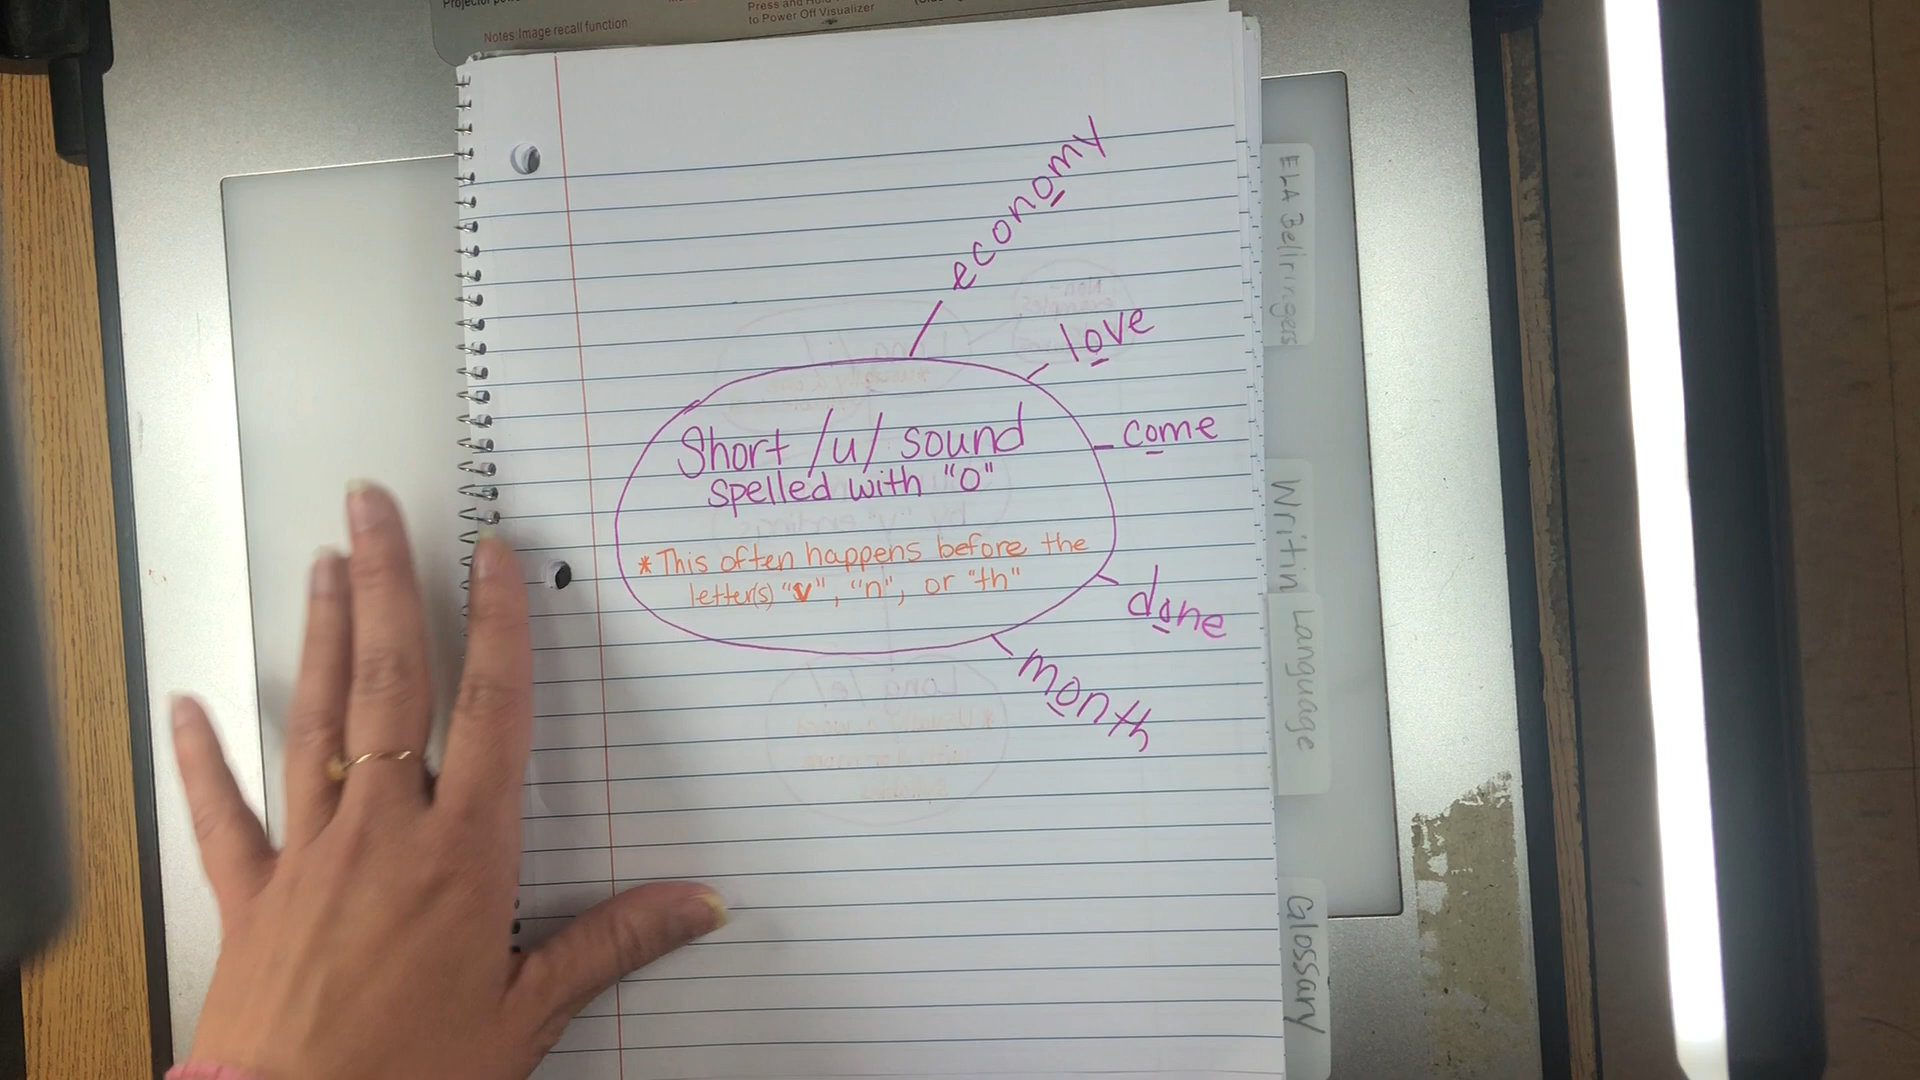 Press and Hold
to Power Off Visualizer
Notes: Image recall function
economy
love
come
Short /u/ sound
spelled with "o"
*This often happens before the
letter(s) "v", "n", or "th"
done
month
ELA Bellringers
Writin
Language
Glossary